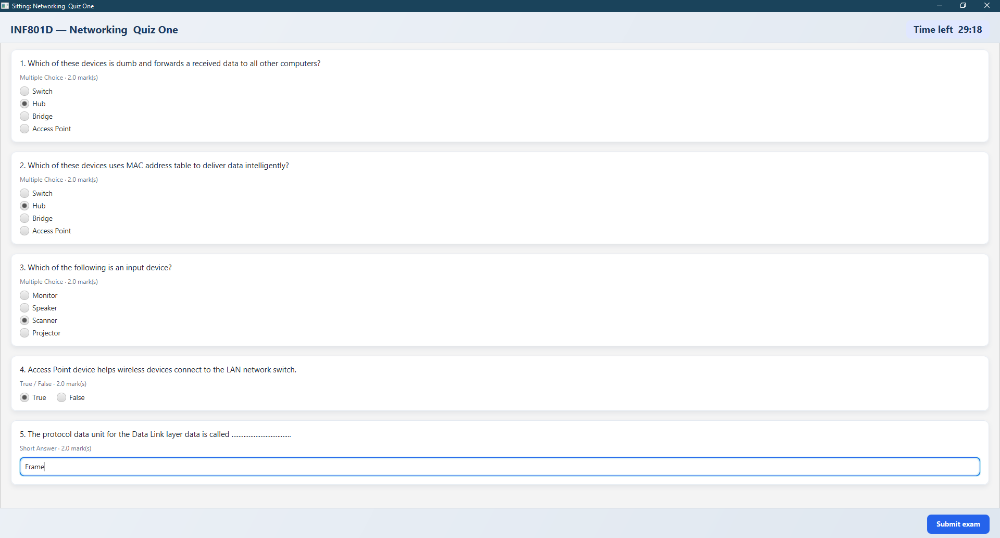 Sitting: Networking  Quiz One
INF801D — Networking  Quiz One
Time left  29:18
1. Which of these devices is dumb and forwards a received data to all other computers?
Multiple Choice · 2.0 mark(s)
Switch
Hub
Bridge
Access Point
2. Which of these devices uses MAC address table to deliver data intelligently?
Multiple Choice · 2.0 mark(s)
Switch
Hub
Bridge
Access Point
3. Which of the following is an input device?
Multiple Choice · 2.0 mark(s)
Monitor
Speaker
Scanner
Projector
4. Access Point device helps wireless devices connect to the LAN network switch.
True / False · 2.0 mark(s)
True False
5. The protocol data unit for the Data Link layer data is called ...................................
Short Answer · 2.0 mark(s)
Frame
Submit exam